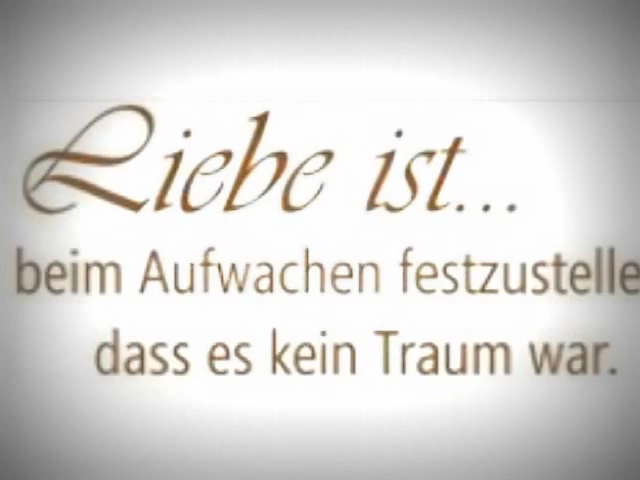 Liebe ist...
beim Aufwachen festzustelle
dass es kein Traum war.